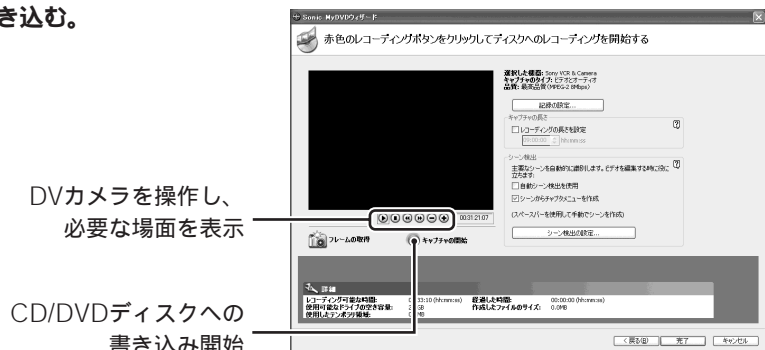 き込む。
Sonic MyDVDウィザード
赤色のレコーディングボタンをクリックしてディスクへのレコーディングを開始する
選択した機器: Sony VCR & Camera
キャプチャのタイプ: ビデオとオーディオ
品質: 最高品質(MPEG-2 8Mbps)
記録の設定...
キャプチャの長さ
レコーディングの長さを設定
00:00:00 hh:mm:ss
シーン検出
主要なシーンを自動的に識別します。ビデオを編集する時に役に
立ちます:
自動シーン検出を使用
シーンからチャプタメニューを作成
(スペースバーを使用して手動でシーンを作成)
シーン検出の設定...
DVカメラを操作し、
必要な場面を表示
00:31:21:07
フレームの取得
キャプチャの開始
詳細
レコーディング可能な時間: 33:10 (hh:mm:ss) 経過した時間: 00:00:00 (hh:mm:ss)
使用可能なドライブの空き容量: GB 作成したファイルのサイズ: 0.0MB
使用したテンポラリ領域: MB
CD/DVDディスクへの
書き込み開始
<戻る(B) 完了 キャンセル